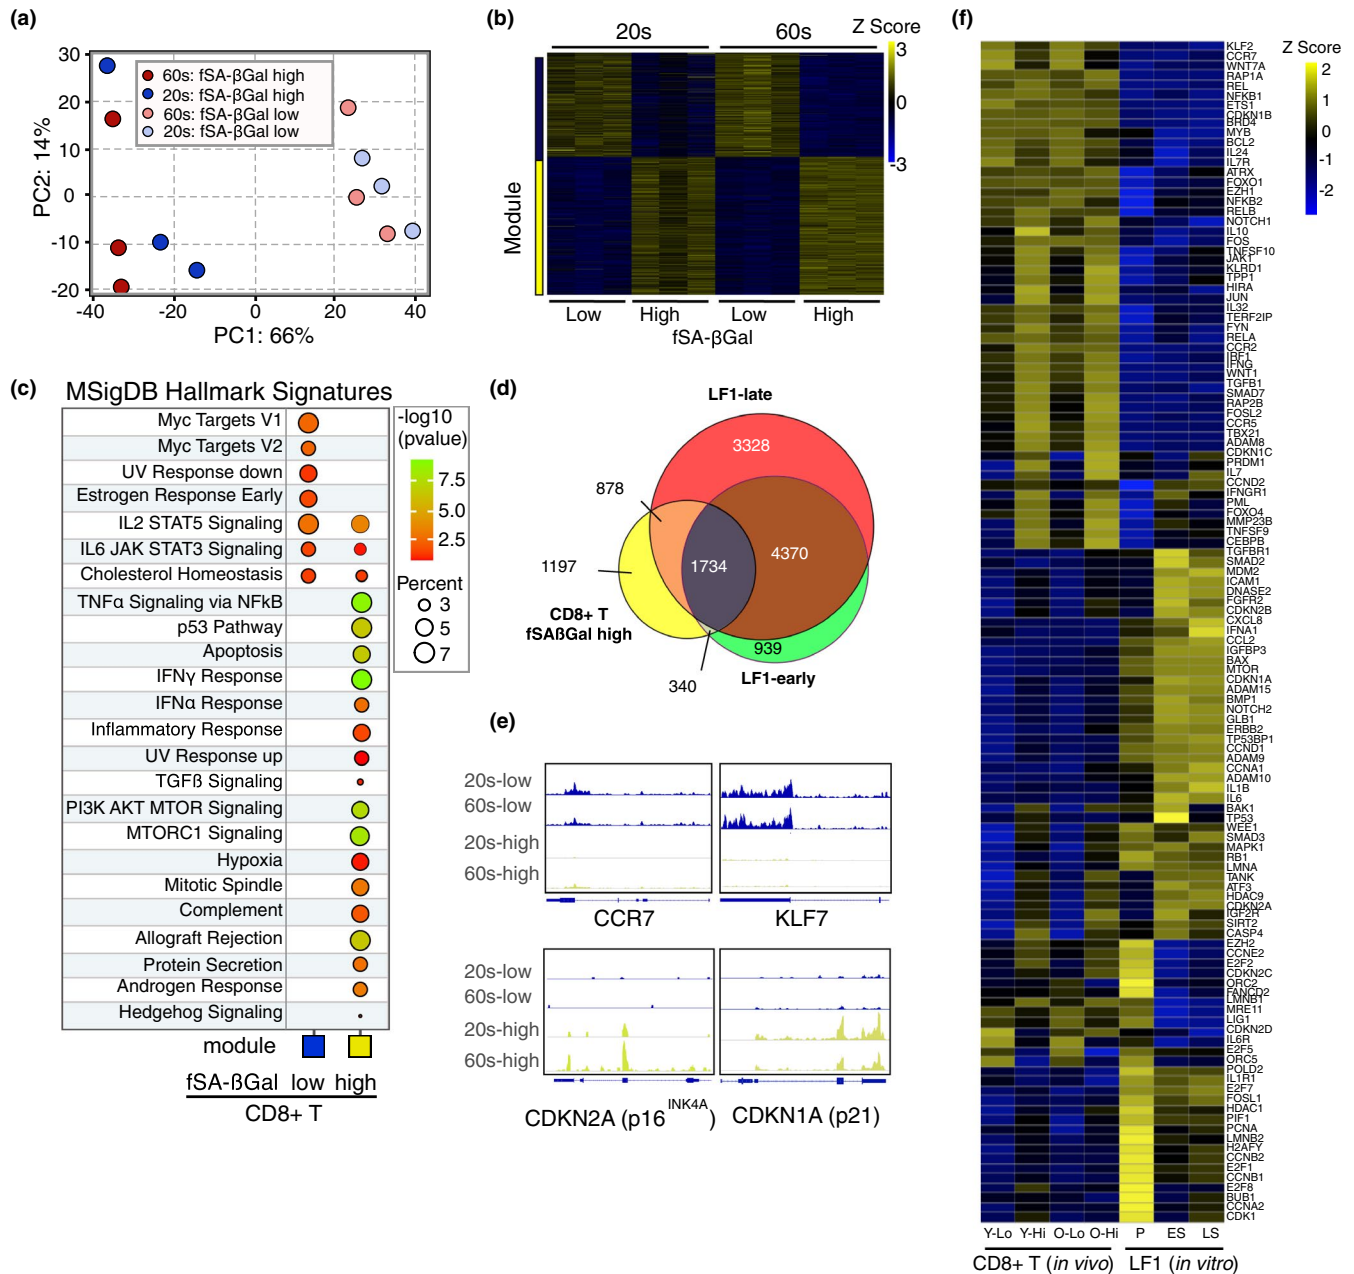 (a)
30
20
10
0
-10
-20
-40
-20
0
20
40
PC2: 14%
PC1: 66%
60s: fSA-βGal high
20s: fSA-βGal high
60s: fSA-βGal low
20s: fSA-βGal low
(b)
20s
60s
Z Score
3
0
-3
Module
Low
High
Low
High
fSA-βGal
(c)
MSigDB Hallmark Signatures
Myc Targets V1
Myc Targets V2
UV Response down
Estrogen Response Early
IL2 STAT5 Signaling
IL6 JAK STAT3 Signaling
Cholesterol Homeostasis
TNFα Signaling via NFkB
p53 Pathway
Apoptosis
IFNγ Response
IFNα Response
Inflammatory Response
UV Response up
TGFß Signaling
PI3K AKT MTOR Signaling
MTORC1 Signaling
Hypoxia
Mitotic Spindle
Complement
Allograft Rejection
Protein Secretion
Androgen Response
Hedgehog Signaling
module
fSA-βGal low high
CD8+ T
-log10
(pvalue)
7.5
5.0
2.5
Percent
3
5
7
(d)
LF1-late
3328
878
1197
1734
4370
CD8+ T
fSAβGal high
939
340
LF1-early
(e)
20s-low
60s-low
20s-high
60s-high
CCR7
KLF7
20s-low
60s-low
20s-high
60s-high
CDKN2A (p16INK4A)
CDKN1A (p21)
(f)
Z Score
2
1
0
-1
-2
KLF2
CCR7
WNT7A
RAP1A
REL
NFKB1
ETS1
CDKN1B
BRD4
MYB
BCL2
IL24
IL7R
ATRX
FOXO1
EZH1
NFKB2
RELB
NOTCH1
IL10
FOS
TNFSF10
JAK1
KLRD1
TPP1
HIRA
JUN
IL32
TERF2IP
FYN
RELA
CCR2
IRF1
IFNG
WNT1
TGFB1
SMAD7
RAP2B
FOSL2
CCR5
TBX21
ADAM8
CDKN1C
PRDM1
IL7
CCND2
IFNGR1
PML
FOXO4
MMP23B
TNFSF9
CEBPB
TGFBR1
SMAD2
MDM2
ICAM1
DNASE2
FGFR2
CDKN2B
CXCL8
IFNA1
CCL2
IGFBP3
BAX
MTOR
CDKN1A
ADAM15
BMP1
NOTCH2
GLB1
ERBB2
TP53BP1
CCND1
ADAM9
CCNA1
ADAM10
IL1B
IL6
BAK1
TP53
WEE1
SMAD3
MAPK1
RB1
LMNA
TANK
ATF3
HDAC9
CDKN2A
IGF2R
SIRT2
CASP4
EZH2
CCNE2
E2F2
CDKN2C
ORC2
FANCD2
LMNB1
MRE11
LIG1
CDKN2D
IL6R
E2F5
ORC5
POLD2
IL1R1
E2F7
FOSL1
HDAC1
PIF1
PCNA
LMNB2
H2AFY
CCNB2
E2F1
CCNB1
E2F8
BUB1
CCNA2
CDK1
Y-Lo Y-Hi O-Lo O-Hi P ES LS
CD8+ T (in vivo) LF1 (in vitro)